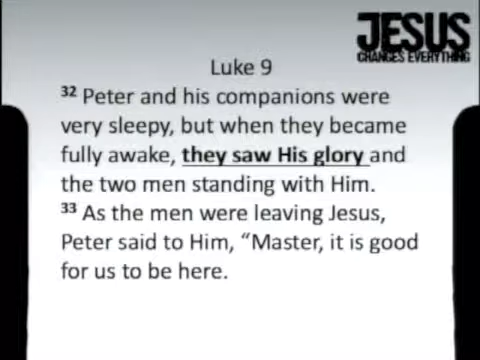 JESUS
CHANGES EVERYTHING
Luke 9
32 Peter and his companions were
very sleepy, but when they became
fully awake, they saw His glory and
the two men standing with Him.
33 As the men were leaving Jesus,
Peter said to Him, “Master, it is good
for us to be here.